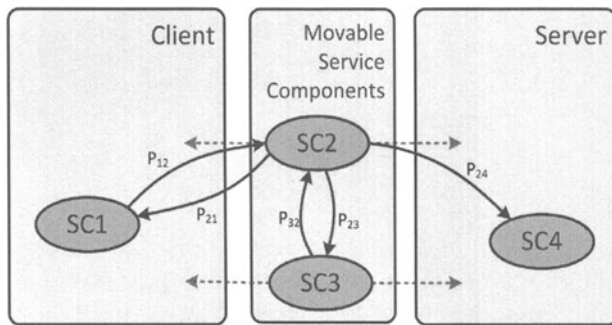 Client
Movable
Service
Components
Server
SC2
P12
P24
P21
SC1
P32
P23
SC4
SC3